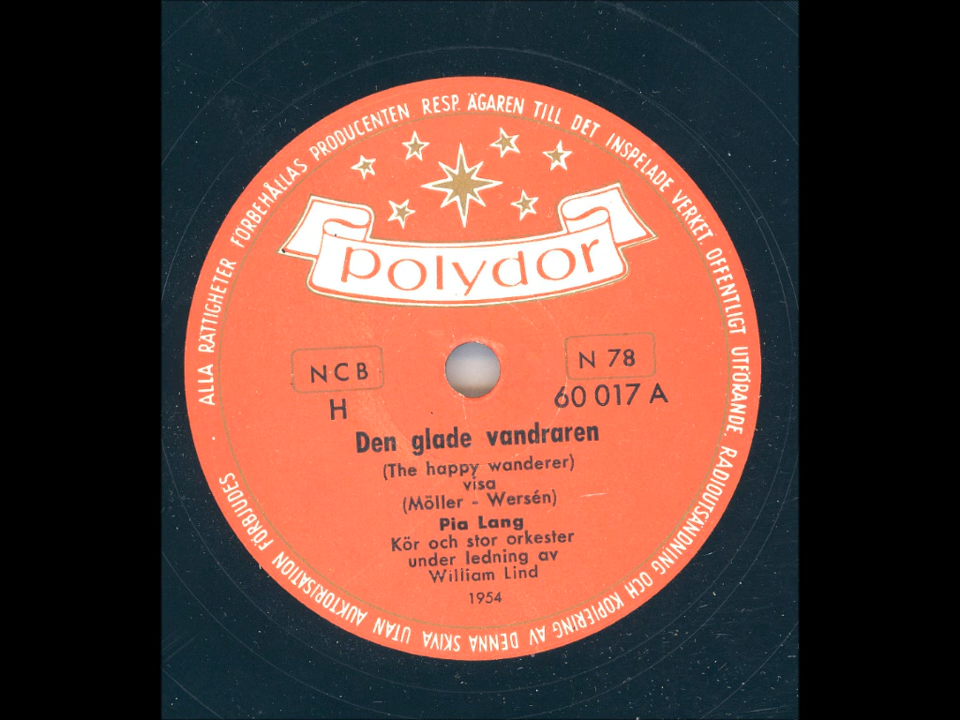 ALLA RÄTTIGHETER FÖRBEHÅLLAS PRODUCENTEN RESP. ÄGAREN TILL DET INSPELADE VERKET. OFFENTLIGT UTFÖRANDE. RADIOUTSÄNDNING OCH KOPIERING AV DENNA SKIVA UTAN AUKTORISATION FÖRBJUDES ·
polydor
NCB
N 78
H
60 017 A
Den glade vandraren
(The happy wanderer)
visa
(Möller - Wersén)
Pia Lang
Kör och stor orkester
under ledning av
William Lind
1954